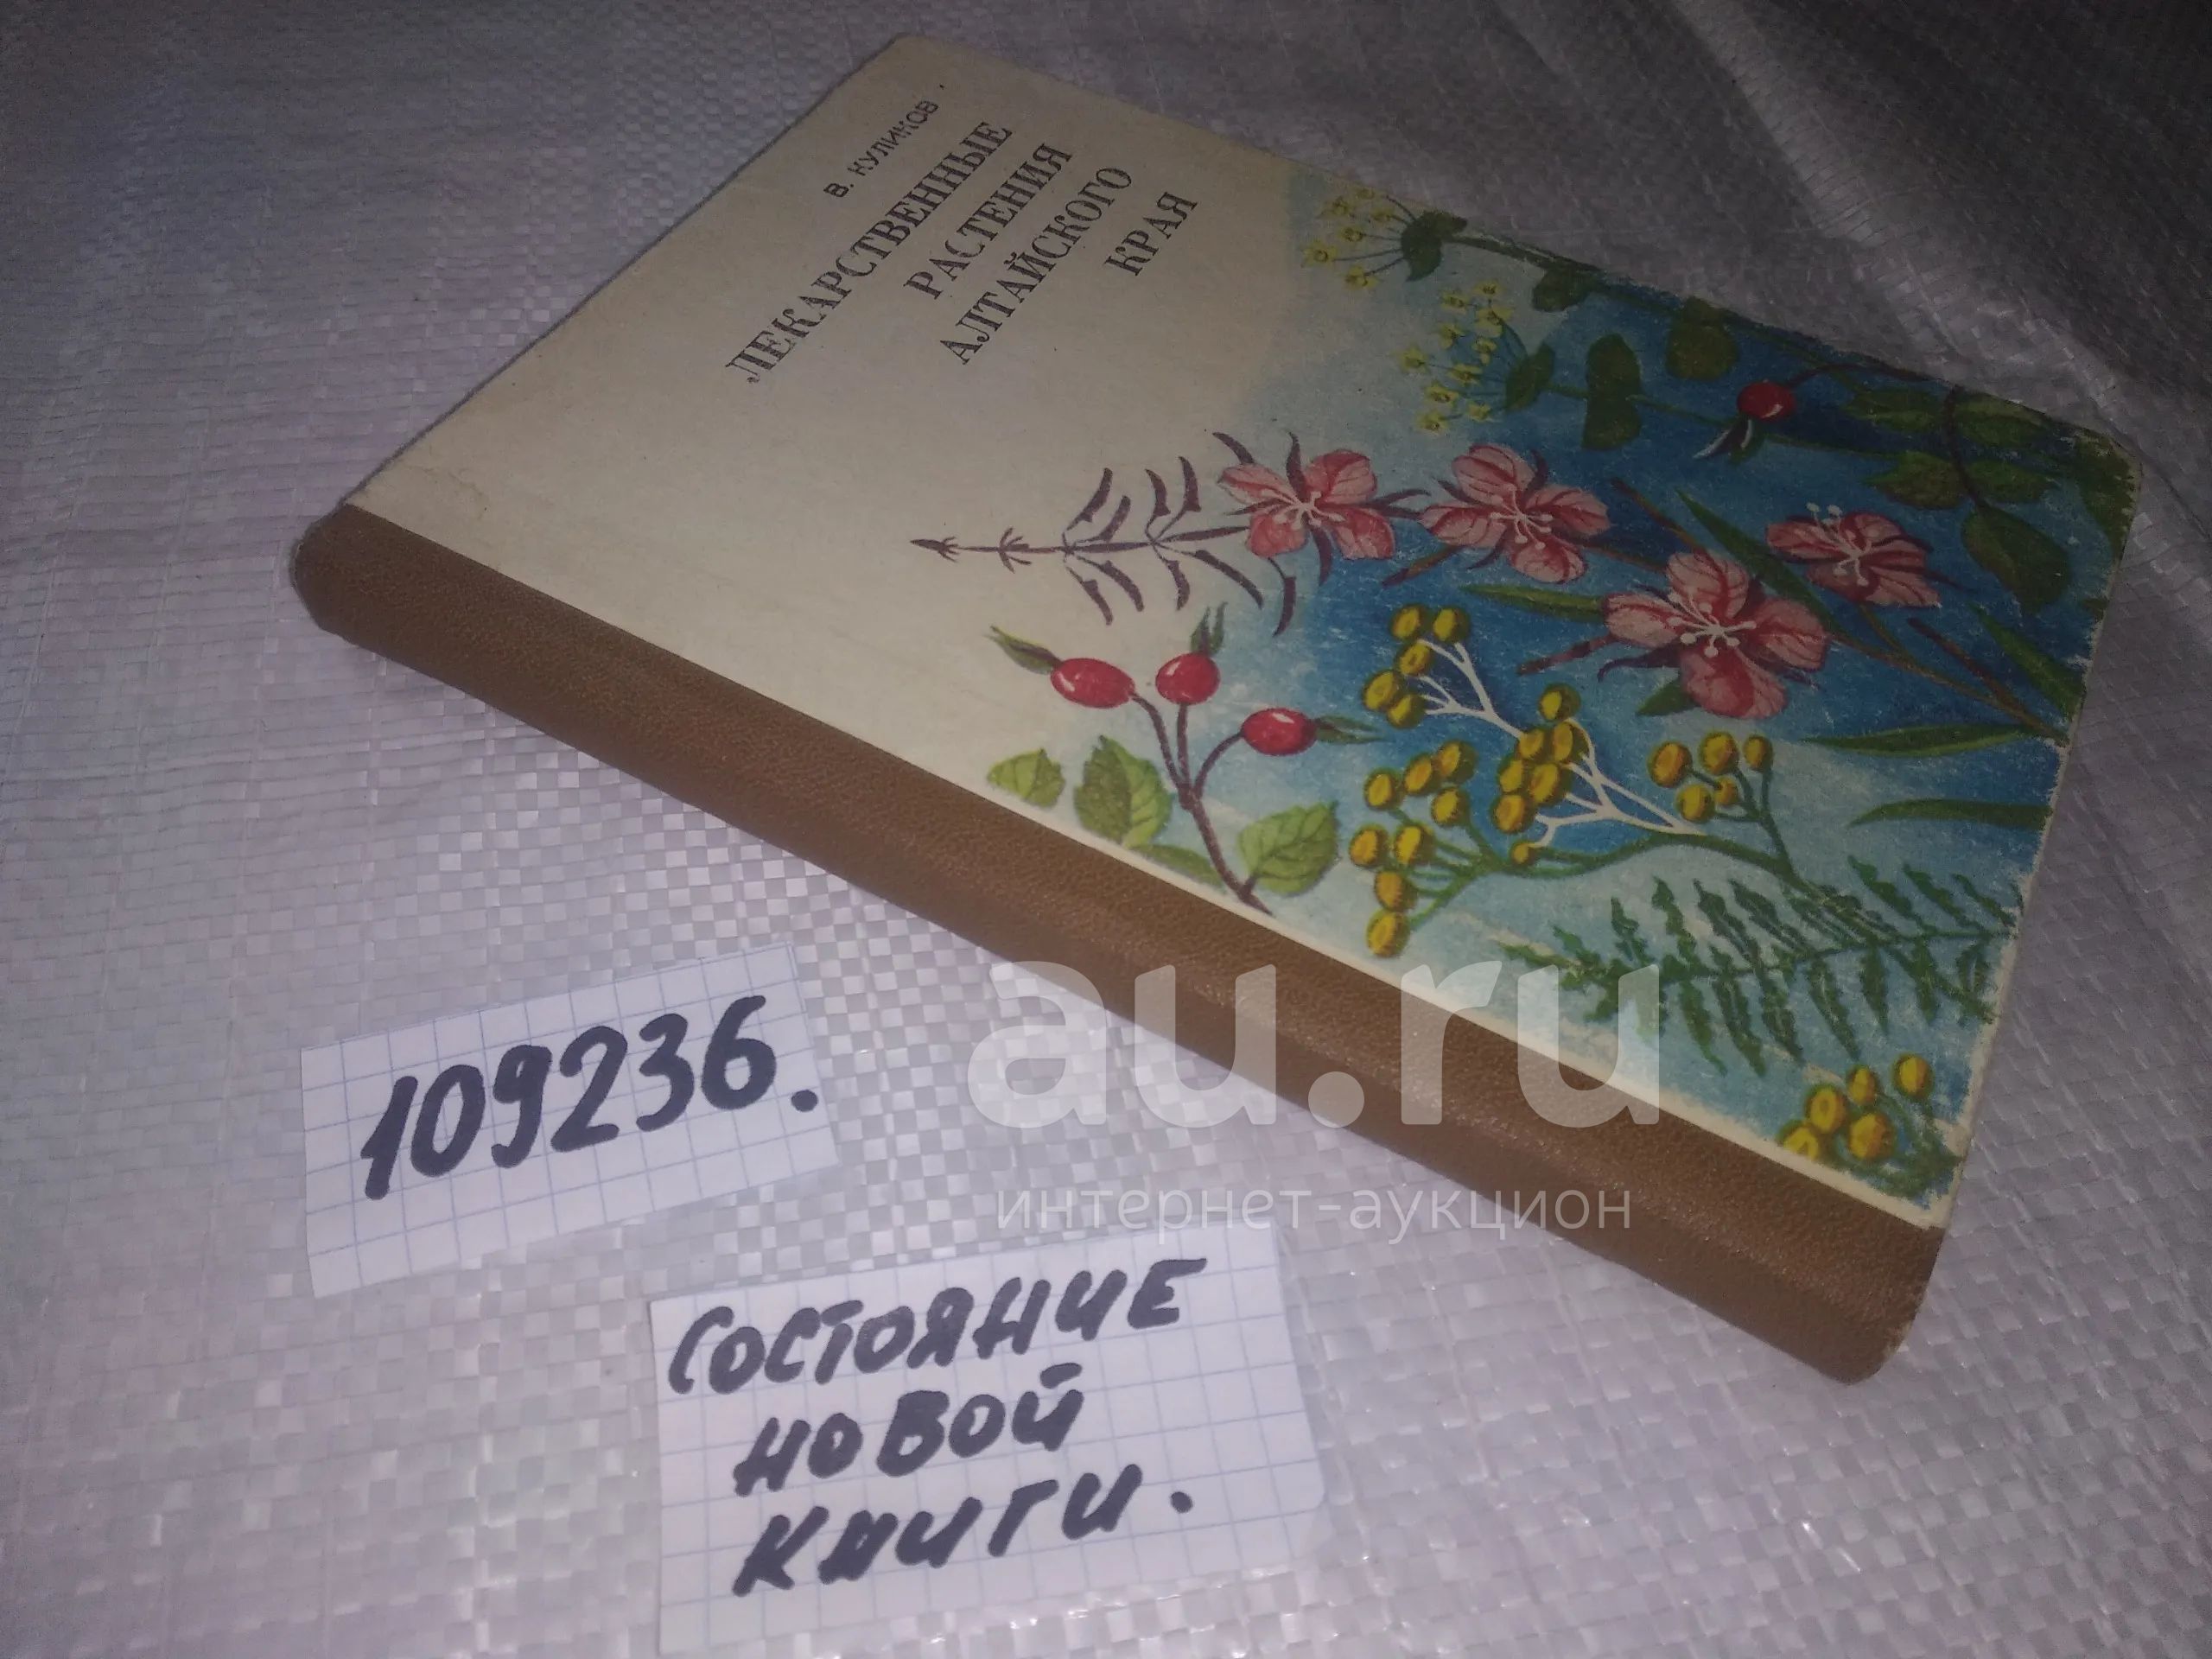 В. КУЛИКОВ
ЛЕКАРСТВЕННЫЕ
РАСТЕНИЯ
АЛТАЙСКОГО
КРАЯ
au.ru
интернет-аукцион
109236.
СОСТОЯНИЕ
НОВОЙ
КНИГИ.